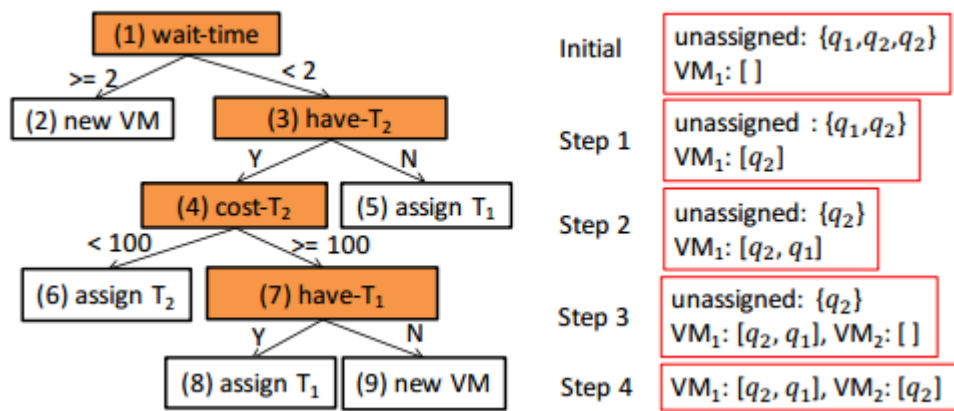 (1) wait-time
>= 2
< 2
(2) new VM
(3) have-T₂
Y
N
(4) cost-T₂
(5) assign T₁
< 100
>= 100
(6) assign T₂
(7) have-T₁
Y
N
(8) assign T₁
(9) new VM
Initial
unassigned: {q₁,q₂,q₂}
VM₁: [ ]
Step 1
unassigned : {q₁,q₂}
VM₁: [q₂]
Step 2
unassigned: {q₂}
VM₁: [q₂, q₁]
Step 3
unassigned: {q₂}
VM₁: [q₂, q₁], VM₂: [ ]
Step 4
VM₁: [q₂, q₁], VM₂: [q₂]